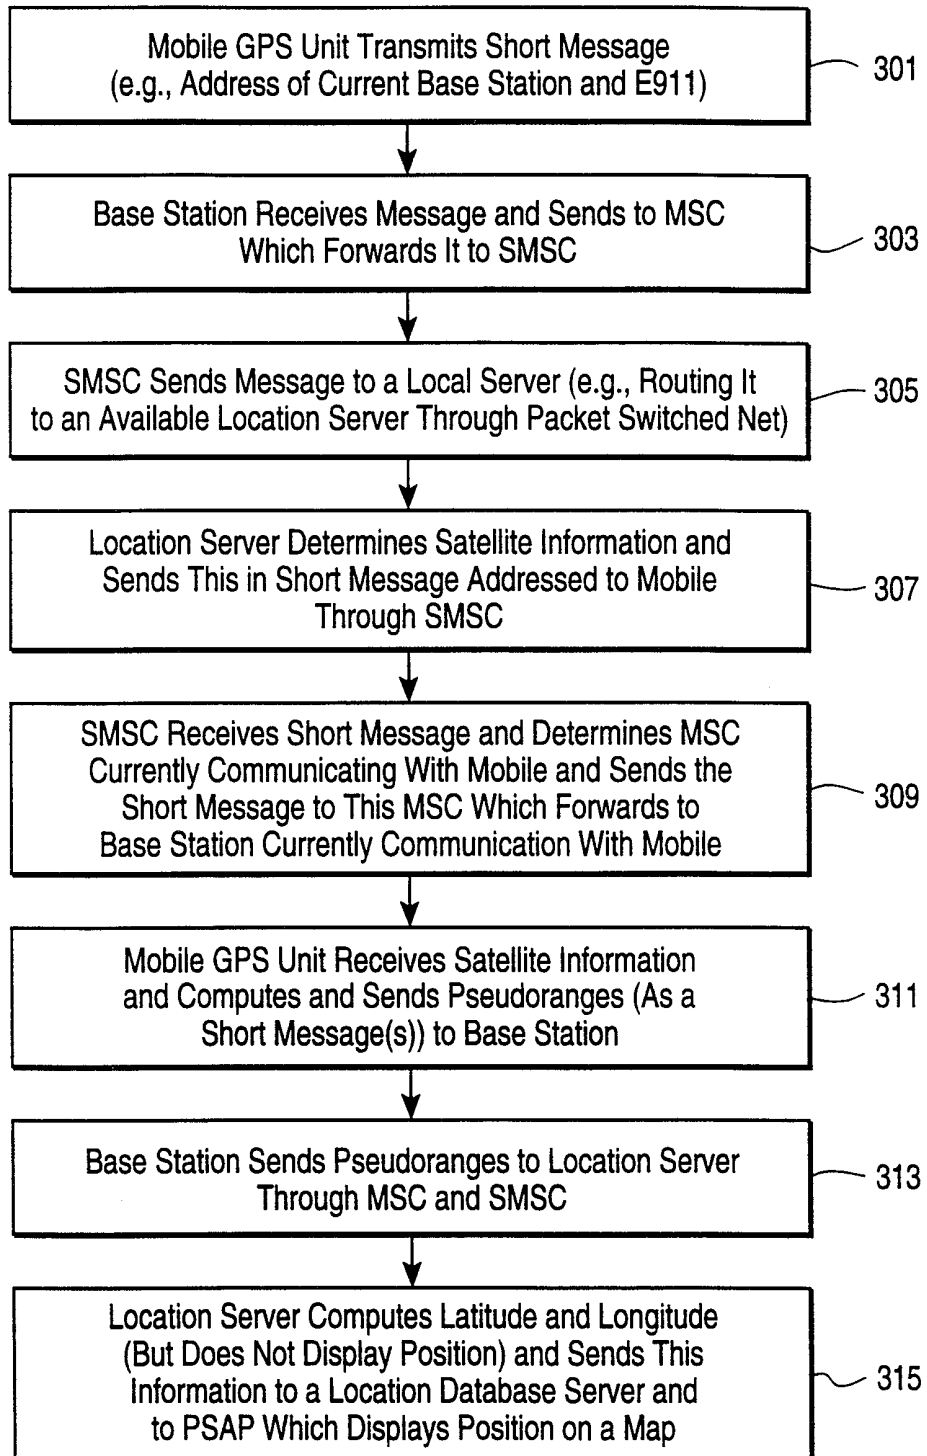 Mobile GPS Unit Transmits Short Message
(e.g., Address of Current Base Station and E911)
301
Base Station Receives Message and Sends to MSC
Which Forwards It to SMSC
303
SMSC Sends Message to a Local Server (e.g., Routing It
to an Available Location Server Through Packet Switched Net)
305
Location Server Determines Satellite Information and
Sends This in Short Message Addressed to Mobile
Through SMSC
307
SMSC Receives Short Message and Determines MSC
Currently Communicating With Mobile and Sends the
Short Message to This MSC Which Forwards to
Base Station Currently Communication With Mobile
309
Mobile GPS Unit Receives Satellite Information
and Computes and Sends Pseudoranges (As a
Short Message(s)) to Base Station
311
Base Station Sends Pseudoranges to Location Server
Through MSC and SMSC
313
Location Server Computes Latitude and Longitude
(But Does Not Display Position) and Sends This
Information to a Location Database Server and
to PSAP Which Displays Position on a Map
315